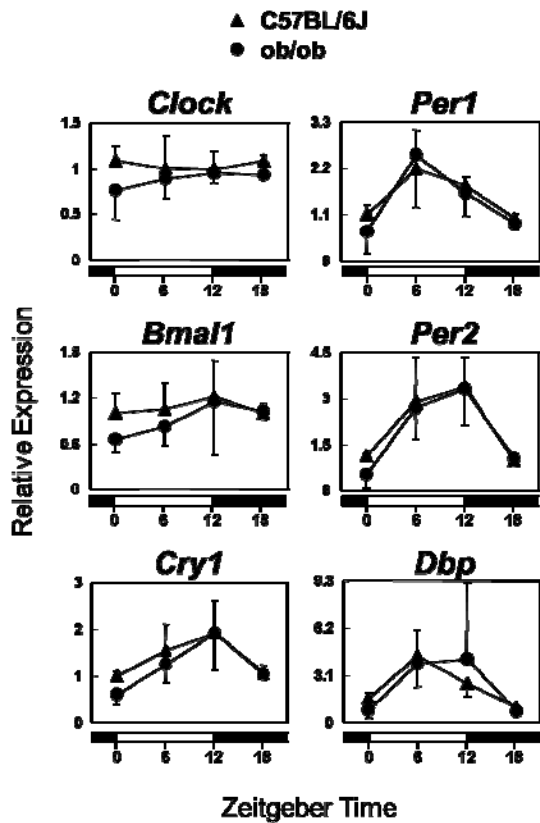 C57BL/6J
ob/ob
Clock
Per1
1.5
1
0.5
0
3.3
2.2
1.1
0
0 6 12 18
0 6 12 18
Bmal1
Per2
1.8
1.2
0.6
0
4.5
3
1.5
0
0 6 12 18
0 6 12 18
Cry1
Dbp
3
2
1
0
9.3
6.2
3.1
0
0 6 12 18
0 6 12 18
Relative Expression
Zeitgeber Time